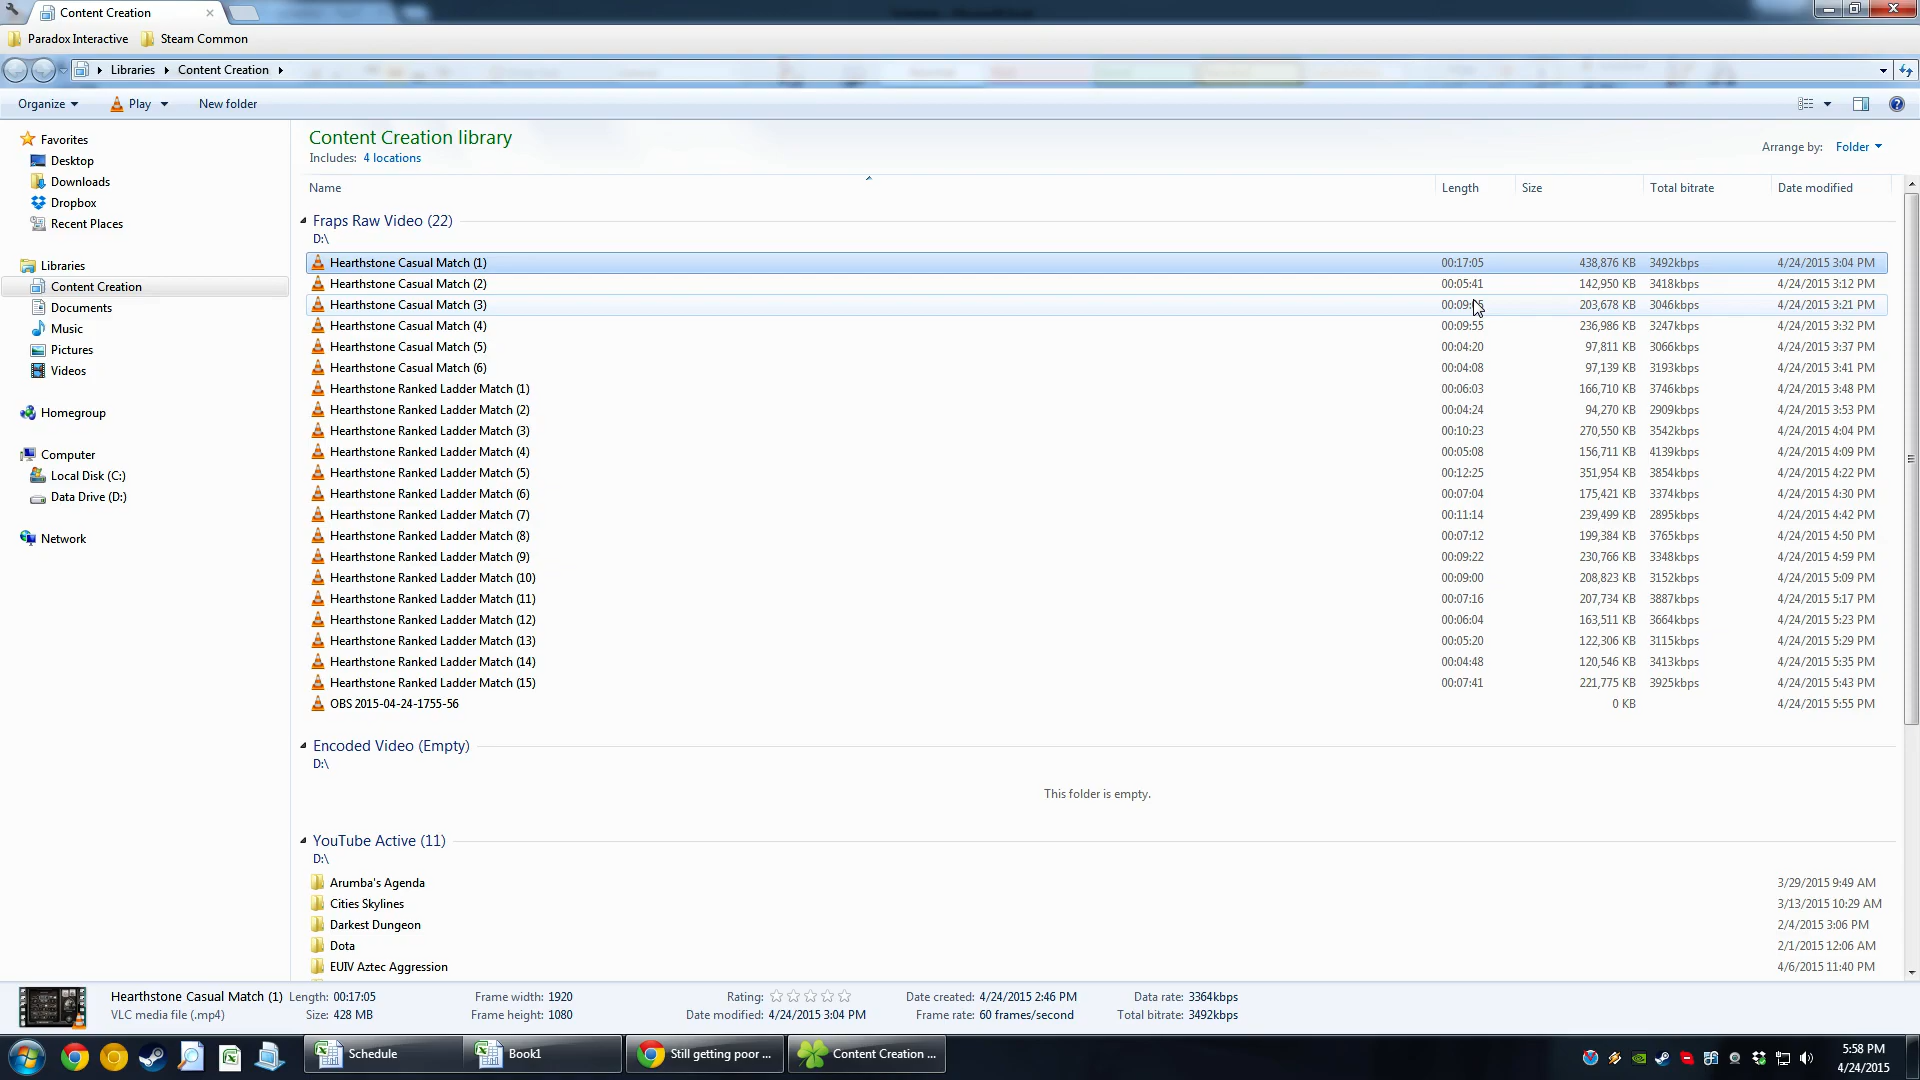 Content Creation
Paradox Interactive Steam Common
Libraries Content Creation
Organize Play New folder
Content Creation library
Includes: 4 locations
Arrange by: Folder
Name Length Size Total bitrate Date modified
Favorites
Desktop
Downloads
Dropbox
Recent Places
Libraries
Content Creation
Documents
Music
Pictures
Videos
Homegroup
Computer
Local Disk (C:)
Data Drive (D:)
Network
Fraps Raw Video (22)
D:\
Hearthstone Casual Match (1) 00:17:05 438,876 KB 3492kbps 4/24/2015 3:04 PM
Hearthstone Casual Match (2) 00:05:41 142,950 KB 3418kbps 4/24/2015 3:12 PM
Hearthstone Casual Match (3) 203,678 KB 3046kbps 4/24/2015 3:21 PM
Hearthstone Casual Match (4) 00:09:55 236,986 KB 3247kbps 4/24/2015 3:32 PM
Hearthstone Casual Match (5) 00:04:20 97,811 KB 3066kbps 4/24/2015 3:37 PM
Hearthstone Casual Match (6) 00:04:08 97,139 KB 3193kbps 4/24/2015 3:41 PM
Hearthstone Ranked Ladder Match (1) 00:06:03 166,710 KB 3746kbps 4/24/2015 3:48 PM
Hearthstone Ranked Ladder Match (2) 00:04:24 94,270 KB 2909kbps 4/24/2015 3:53 PM
Hearthstone Ranked Ladder Match (3) 00:10:23 270,550 KB 3542kbps 4/24/2015 4:04 PM
Hearthstone Ranked Ladder Match (4) 00:05:08 156,711 KB 4139kbps 4/24/2015 4:09 PM
Hearthstone Ranked Ladder Match (5) 00:12:25 351,954 KB 3854kbps 4/24/2015 4:22 PM
Hearthstone Ranked Ladder Match (6) 00:07:04 175,421 KB 3374kbps 4/24/2015 4:30 PM
Hearthstone Ranked Ladder Match (7) 00:11:14 239,499 KB 2895kbps 4/24/2015 4:42 PM
Hearthstone Ranked Ladder Match (8) 00:07:12 199,384 KB 3765kbps 4/24/2015 4:50 PM
Hearthstone Ranked Ladder Match (9) 00:09:22 230,766 KB 3348kbps 4/24/2015 4:59 PM
Hearthstone Ranked Ladder Match (10) 00:09:00 208,823 KB 3152kbps 4/24/2015 5:09 PM
Hearthstone Ranked Ladder Match (11) 00:07:16 207,734 KB 3887kbps 4/24/2015 5:17 PM
Hearthstone Ranked Ladder Match (12) 00:06:04 163,511 KB 3664kbps 4/24/2015 5:23 PM
Hearthstone Ranked Ladder Match (13) 00:05:20 122,306 KB 3115kbps 4/24/2015 5:29 PM
Hearthstone Ranked Ladder Match (14) 00:04:48 120,546 KB 3413kbps 4/24/2015 5:35 PM
Hearthstone Ranked Ladder Match (15) 00:07:41 221,775 KB 3925kbps 4/24/2015 5:43 PM
OBS 2015-04-24-1755-56 0 KB 4/24/2015 5:55 PM
Encoded Video (Empty)
D:\
This folder is empty.
YouTube Active (11)
D:\
Arumba's Agenda 3/29/2015 9:49 AM
Cities Skylines 3/13/2015 10:29 AM
Darkest Dungeon 2/4/2015 3:06 PM
Dota 2/1/2015 12:06 AM
EUIV Aztec Aggression 4/6/2015 11:40 PM
Hearthstone Casual Match (1) Length: 00:17:05 Frame width: 1920 Rating: Date created: 4/24/2015 2:46 PM Data rate: 3364kbps
VLC media file (.mp4) Size: 428 MB Frame height: 1080 Date modified: 4/24/2015 3:04 PM Frame rate: 60 frames/second Total bitrate: 3492kbps
Schedule Book1 Still getting poor ... Content Creation ...
5:58 PM
4/24/2015